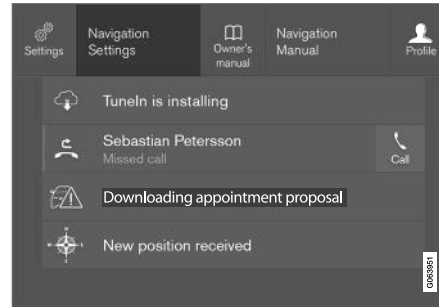 Settings
Navigation
Settings
Owner's
manual
Navigation
Manual
Profile
TuneIn is installing
Sebastian Petersson
Missed call
Call
Downloading appointment proposal
New position received
G063951